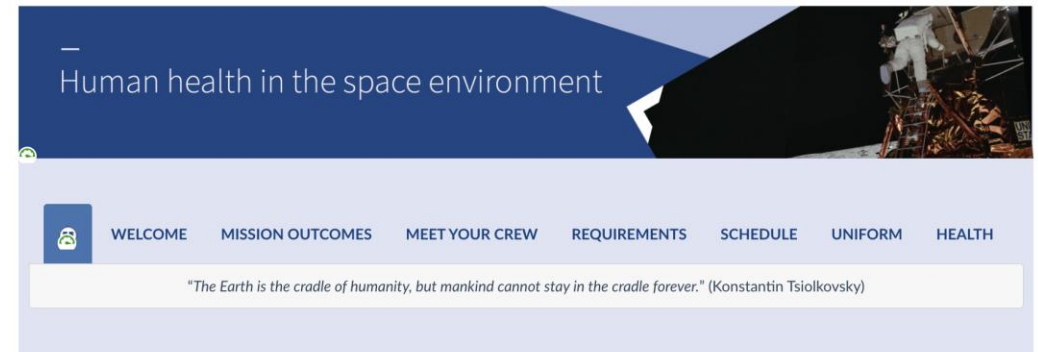 Human health in the space environment
WELCOME MISSION OUTCOMES MEET YOUR CREW REQUIREMENTS SCHEDULE UNIFORM HEALTH
“The Earth is the cradle of humanity, but mankind cannot stay in the cradle forever.” (Konstantin Tsiolkovsky)